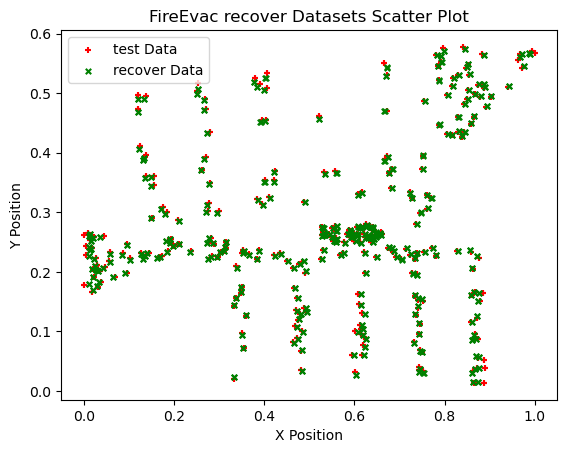 FireEvac recover Datasets Scatter Plot
test Data
recover Data
0.6
0.5
0.4
0.3
0.2
0.1
0.0
Y Position
0.0 0.2 0.4 0.6 0.8 1.0
X Position